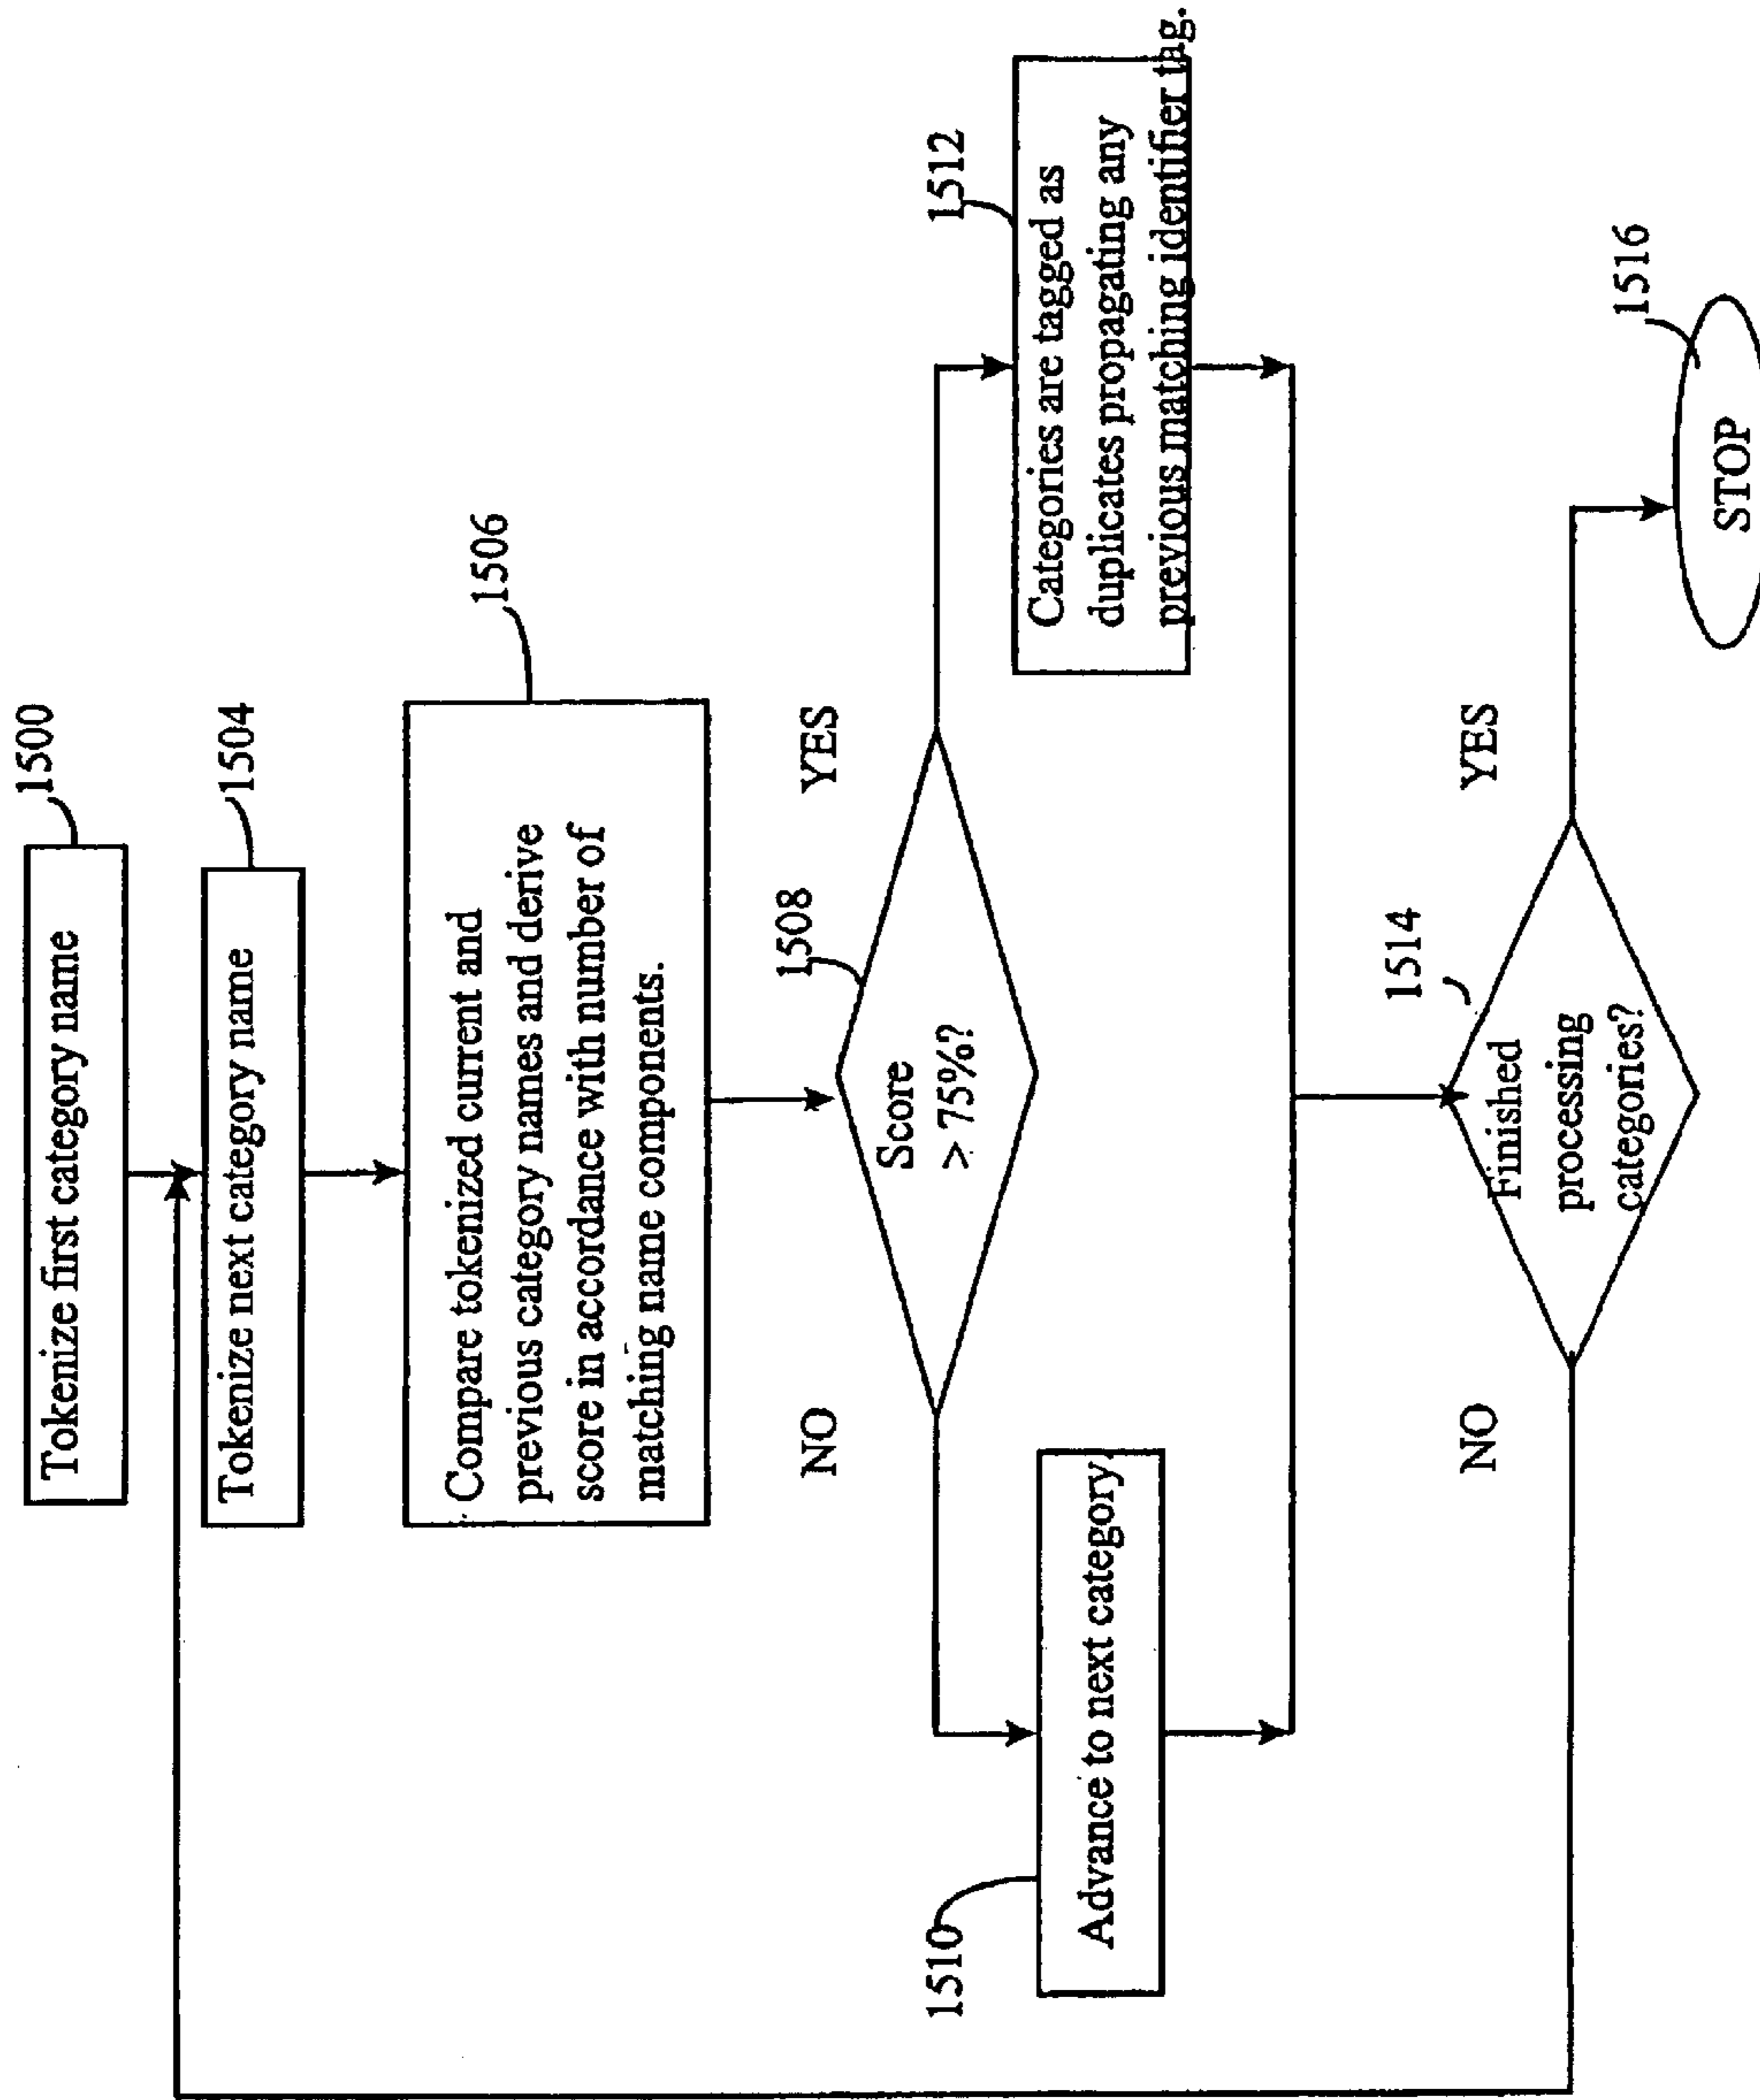 1500
Tokenize first category name
1504
Tokenize next category name
1506
Compare tokenized current and
previous category names and derive
score in accordance with number of
matching name components.
1508
Score
> 75%?
NO
YES
1510
Advance to next category
1512
Categories are tagged as
duplicates propagating any
previous matching identifier tag.
1514
Finished
processing
categories?
NO
YES
1516
STOP